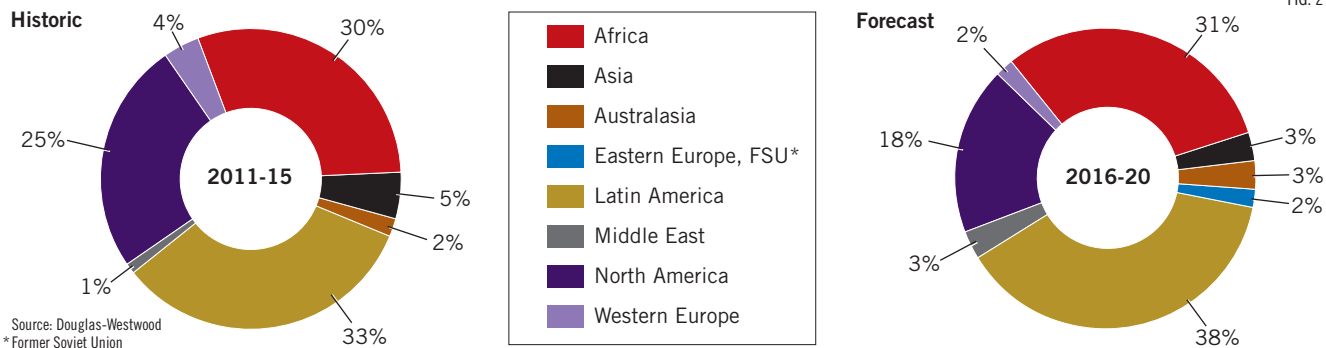 FIG. 2
Historic
4%
30%
25%
2011-15
5%
2%
1%
33%
Source: Douglas-Westwood
*Former Soviet Union
Africa
Asia
Australasia
Eastern Europe, FSU*
Latin America
Middle East
North America
Western Europe
Forecast
2%
31%
18%
2016-20
3%
3%
2%
3%
38%